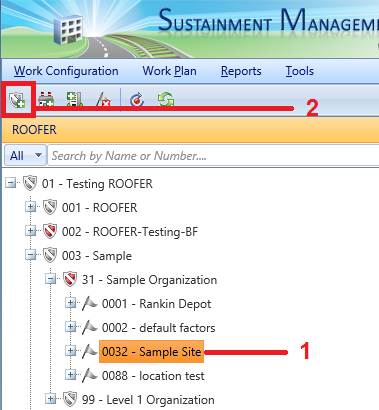 SUSTAINMENT MANAGEM
Work Configuration Work Plan Reports Tools
2
ROOFER
All Search by Name or Number....
01 - Testing ROOFER
001 - ROOFER
002 - ROOFER-Testing-BF
003 - Sample
31 - Sample Organization
0001 - Rankin Depot
0002 - default factors
0032 - Sample Site 1
0088 - location test
99 - Level 1 Organization